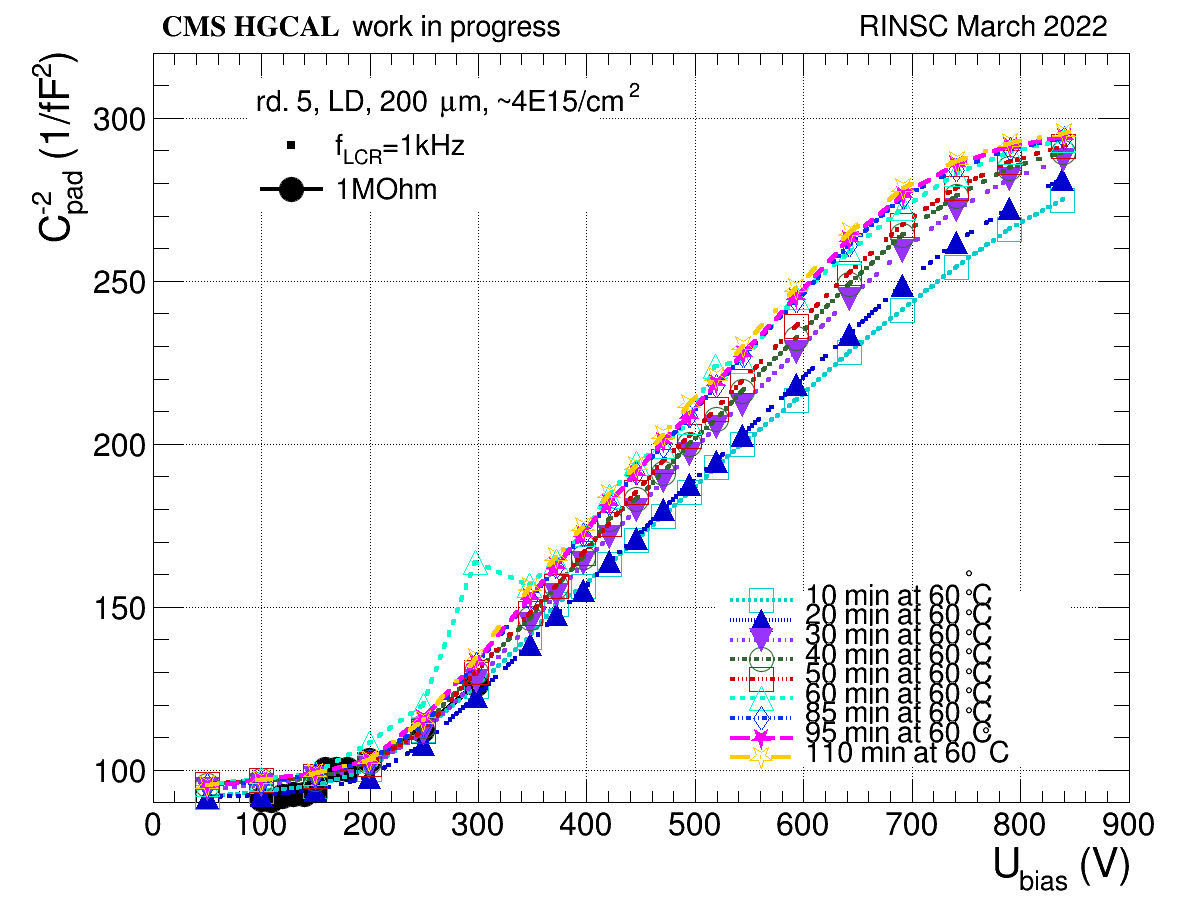 CMS HGCAL work in progress RINSC March 2022
rd. 5, LD, 200 μm, ~4E15/cm²
f_LCR=1kHz
1MOhm
C⁻²_pad (1/fF²)
300
250
200
150
100
10 min at 60°C
20 min at 60°C
30 min at 60°C
40 min at 60°C
50 min at 60°C
60 min at 60°C
85 min at 60°C
95 min at 60°C
110 min at 60°C
0 100 200 300 400 500 600 700 800 900
U_bias (V)